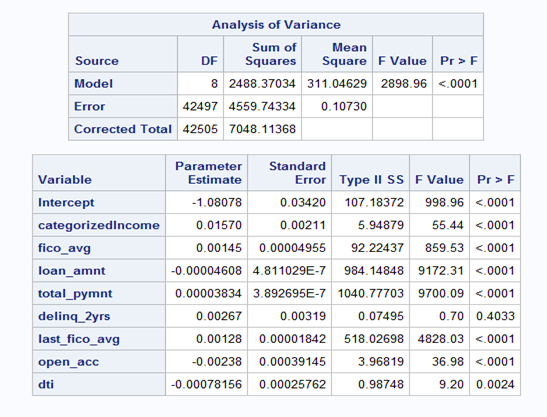 Analysis of Variance
Source DF Sum of Squares Mean Square F Value Pr > F
Model 8 2488.37034 311.04629 2898.96 <.0001
Error 42497 4559.74334 0.10730
Corrected Total 42505 7048.11368
Variable Parameter Estimate Standard Error Type II SS F Value Pr > F
Intercept -1.08078 0.03420 107.18372 998.96 <.0001
categorizedIncome 0.01570 0.00211 5.94879 55.44 <.0001
fico_avg 0.00145 0.00004955 92.22437 859.53 <.0001
loan_amnt -0.00004608 4.811029E-7 984.14848 9172.31 <.0001
total_pymnt 0.00003834 3.892695E-7 1040.77703 9700.09 <.0001
delinq_2yrs 0.00267 0.00319 0.07495 0.70 0.4033
last_fico_avg 0.00128 0.00001842 518.02698 4828.03 <.0001
open_acc -0.00238 0.00039145 3.96819 36.98 <.0001
dti -0.00078156 0.00025762 0.98748 9.20 0.0024